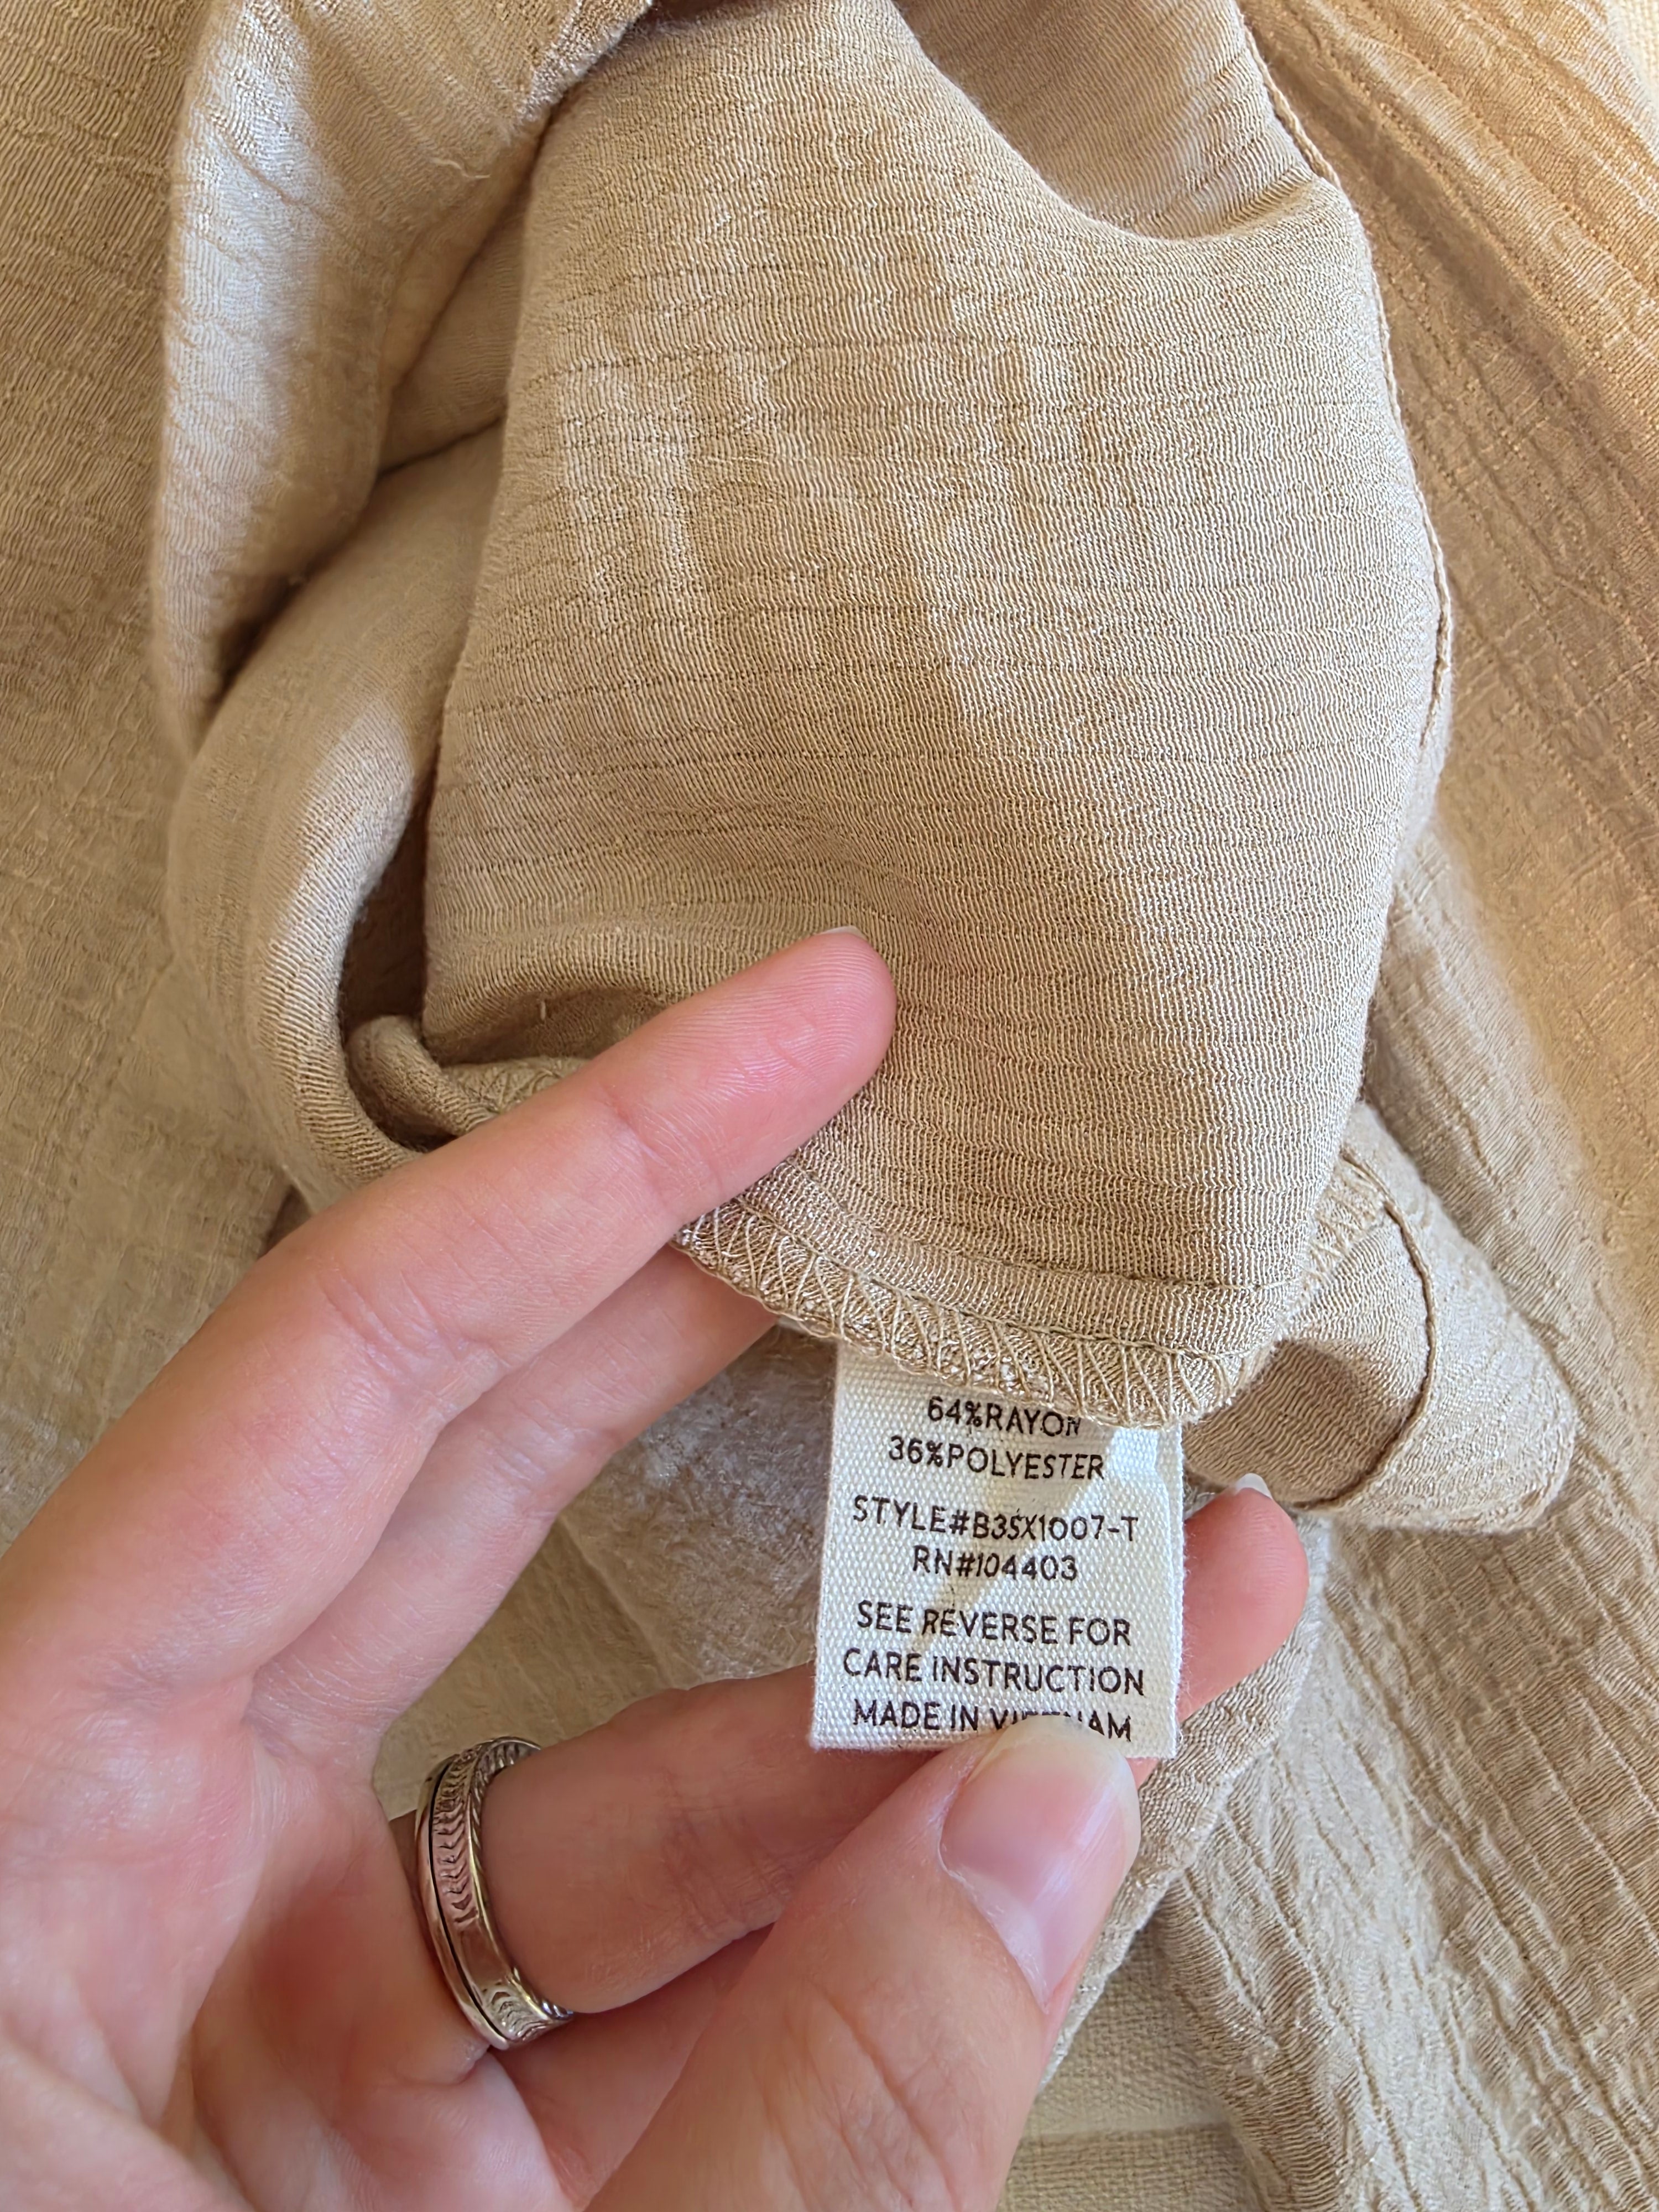 64%RAYON
36%POLYESTER
STYLE#B35X1007-T
RN#104403
SEE REVERSE FOR
CARE INSTRUCTION
MADE IN VIETNAM